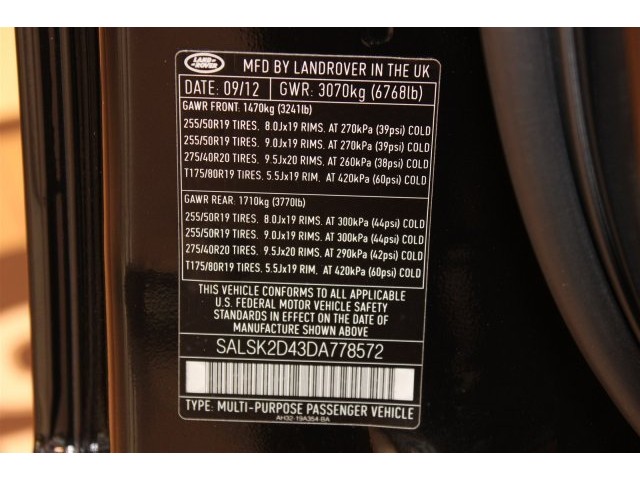 LAND ROVER
MFD BY LANDROVER IN THE UK
DATE: 09/12 GWR: 3070kg (6768lb)
GAWR FRONT: 1470kg (3241lb)
255/50R19 TIRES. 8.0Jx19 RIMS. AT 270kPa (39psi) COLD
255/50R19 TIRES. 9.0Jx19 RIMS. AT 270kPa (39psi) COLD
275/40R20 TIRES. 9.5Jx20 RIMS. AT 260kPa (38psi) COLD
T175/80R19 TIRES. 5.5Jx19 RIM. AT 420kPa (60psi) COLD
GAWR REAR: 1710kg (3770lb)
255/50R19 TIRES. 8.0Jx19 RIMS. AT 300kPa (44psi) COLD
255/50R19 TIRES. 9.0Jx19 RIMS. AT 300kPa (44psi) COLD
275/40R20 TIRES. 9.5Jx20 RIMS. AT 290kPa (42psi) COLD
T175/80R19 TIRES. 5.5Jx19 RIM. AT 420kPa (60psi) COLD
THIS VEHICLE CONFORMS TO ALL APPLICABLE
U.S. FEDERAL MOTOR VEHICLE SAFETY
STANDARDS IN EFFECT ON THE DATE OF
MANUFACTURE SHOWN ABOVE
SALSK2D43DA778572
TYPE: MULTI-PURPOSE PASSENGER VEHICLE
AH32-19A354-BA